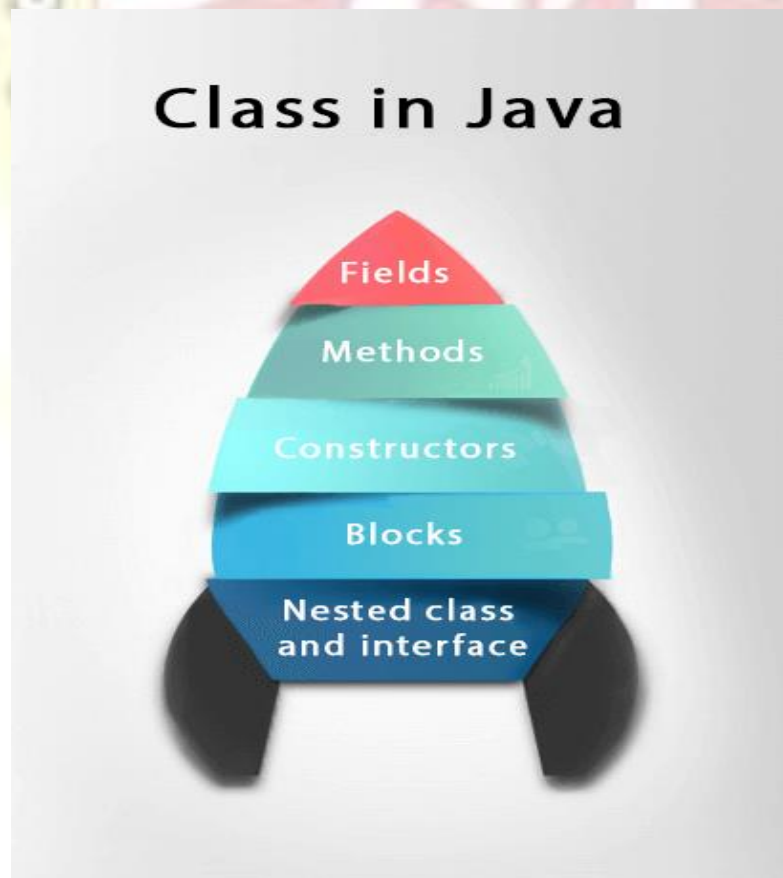 Class in Java
Fields
Methods
Constructors
Blocks
Nested class
and interface